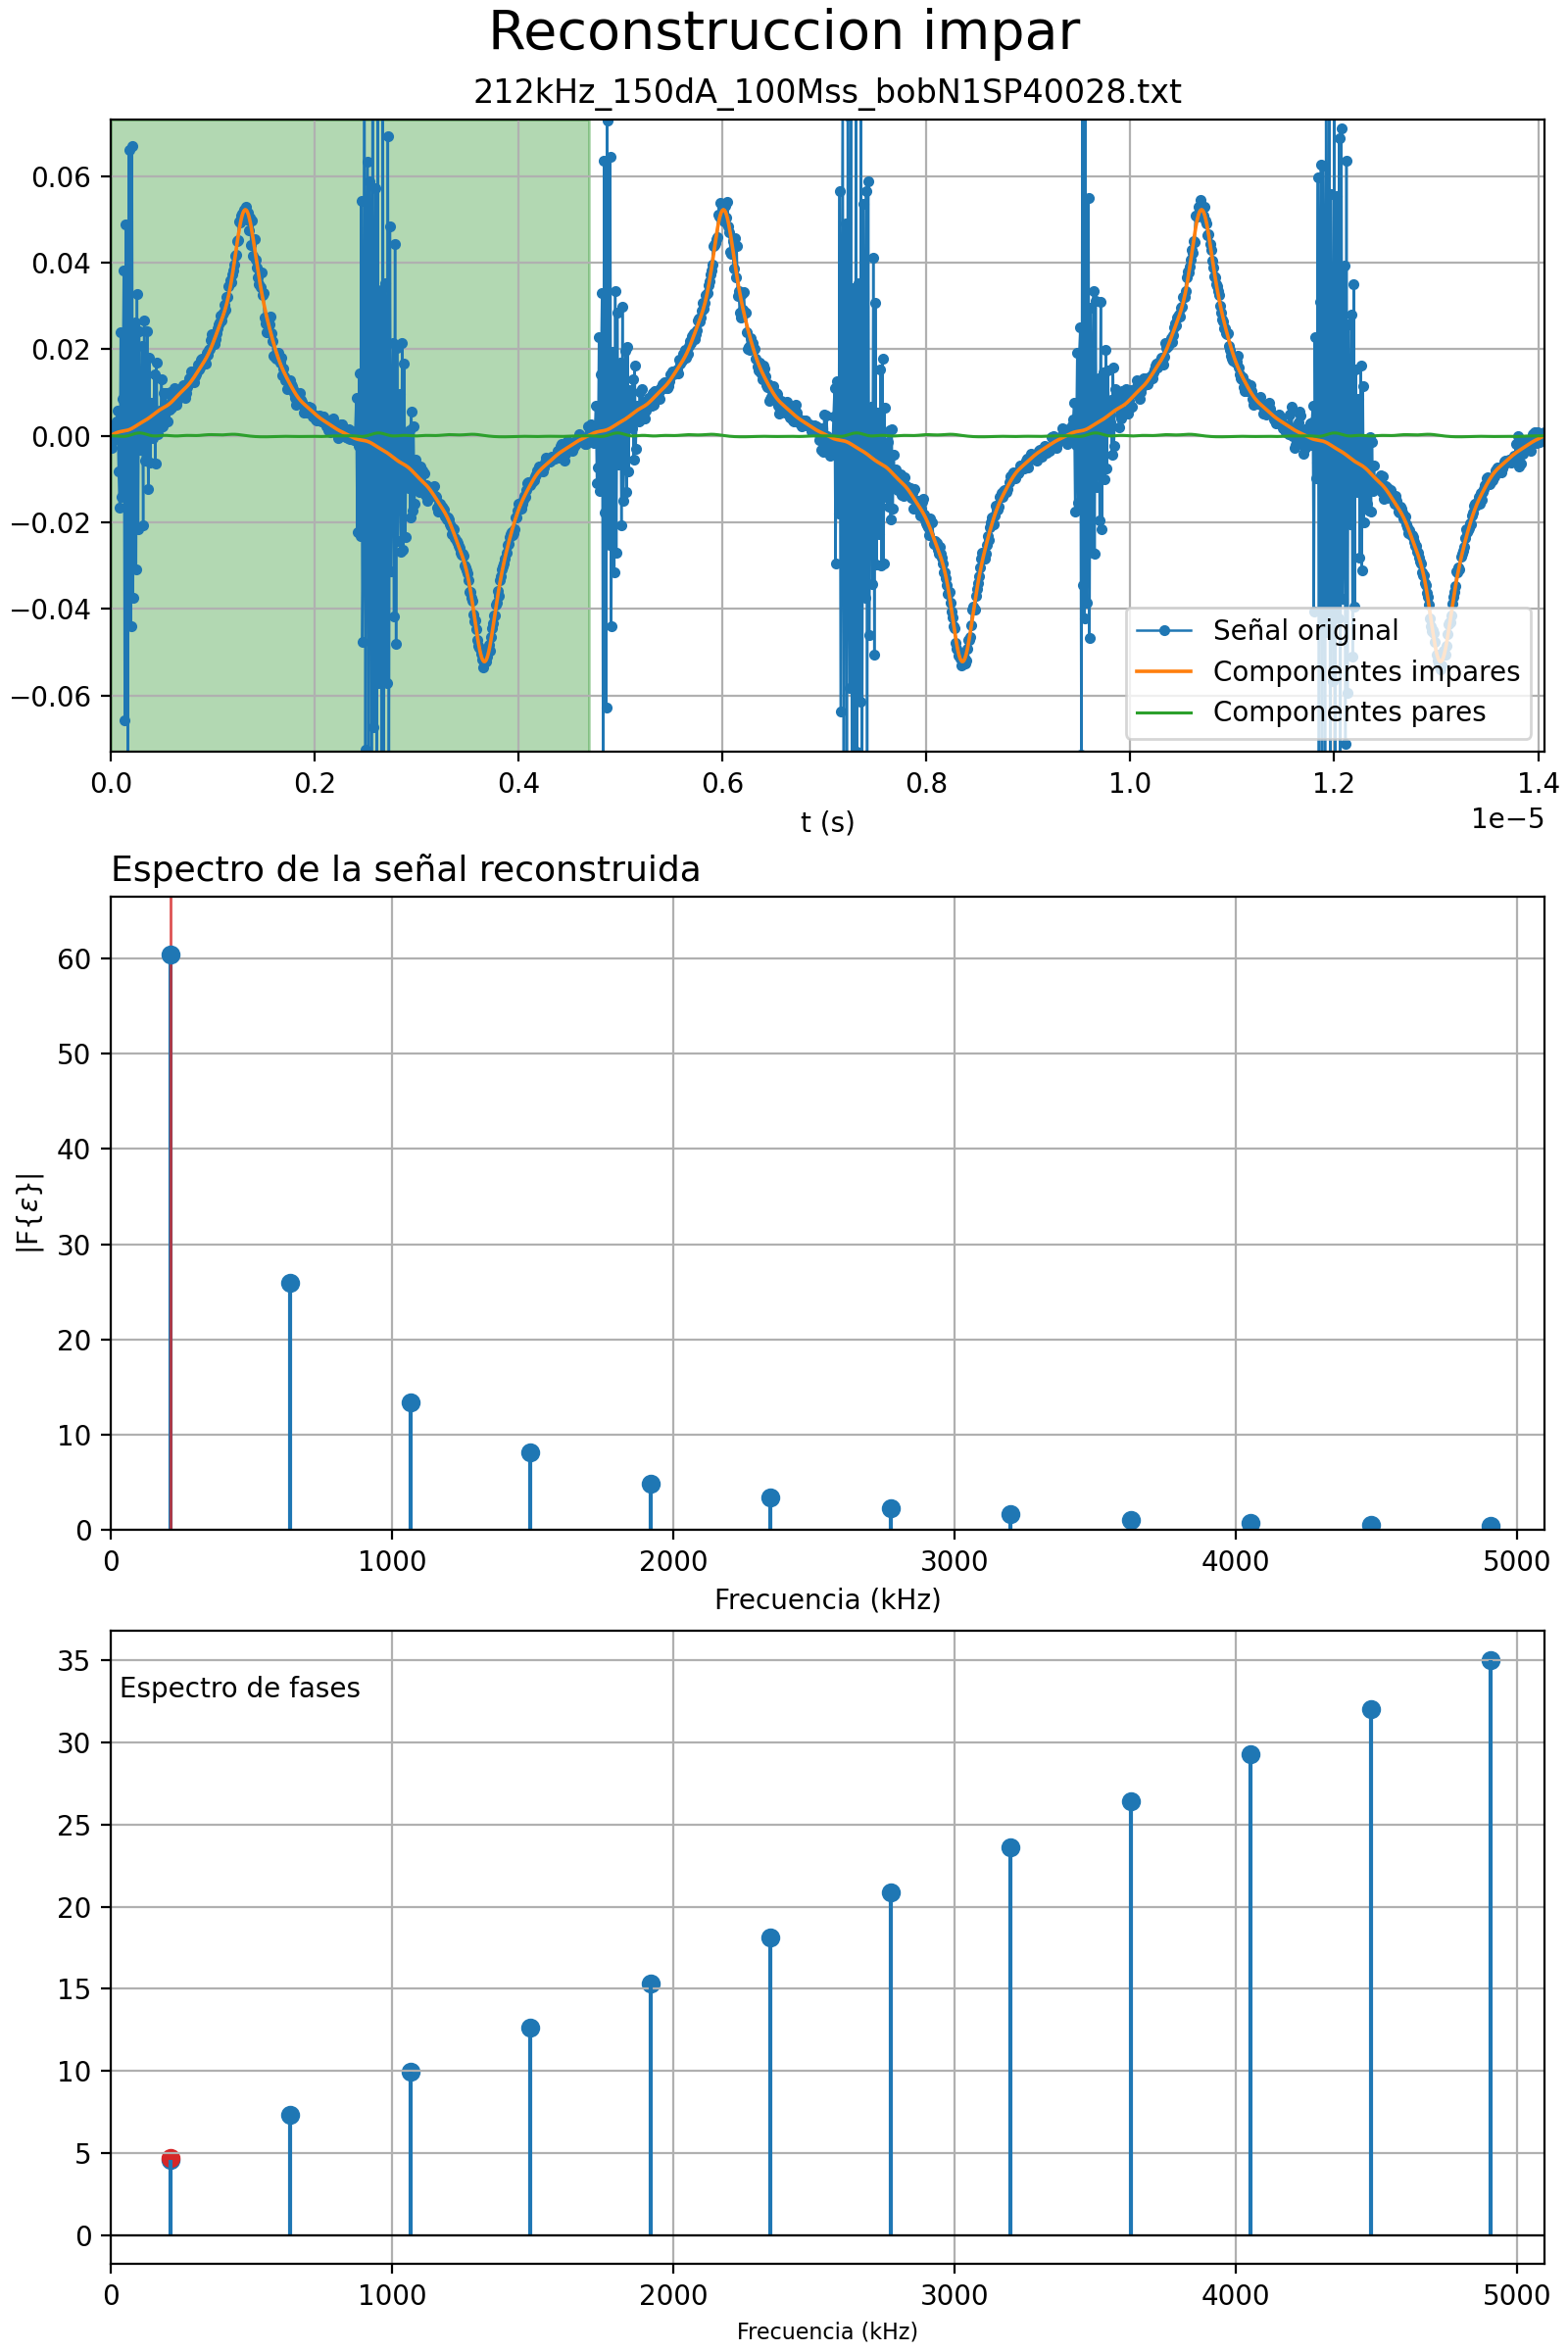 Reconstruccion impar
212kHz_150dA_100Mss_bobN1SP40028.txt
0.06
0.04
0.02
0.00
−0.02
−0.04
−0.06
Señal original
Componentes impares
Componentes pares
0.0 0.2 0.4 0.6 0.8 1.0 1.2 1.4
1e−5
t (s)
Espectro de la señal reconstruida
60
50
40
30
20
10
0
|F{ε}|
0 1000 2000 3000 4000 5000
Frecuencia (kHz)
35
Espectro de fases
30
25
20
15
10
5
0
0 1000 2000 3000 4000 5000
Frecuencia (kHz)